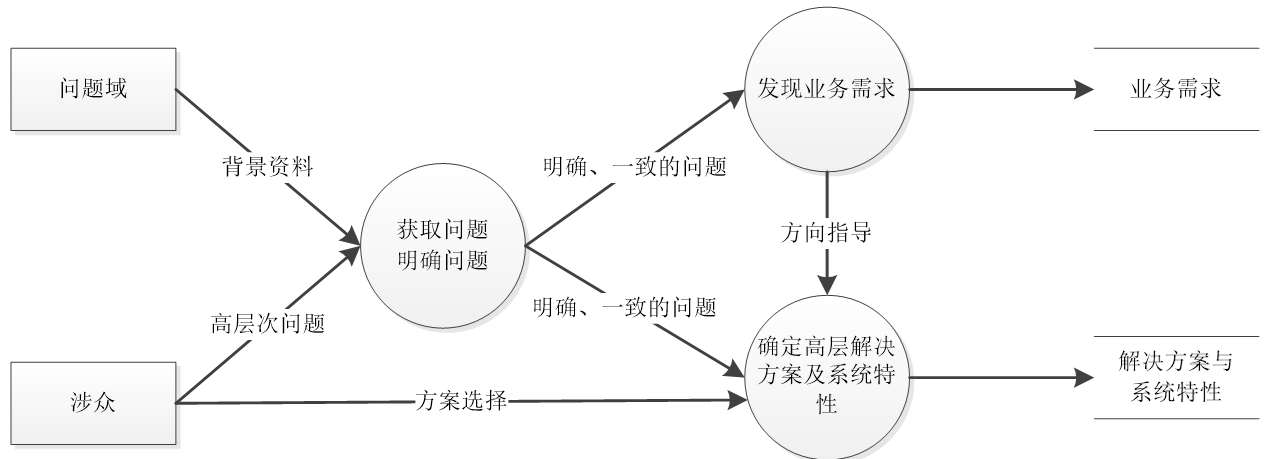 问题域
发现业务需求
业务需求
背景资料
明确、一致的问题
获取问题
明确问题
方向指导
高层次问题
明确、一致的问题
确定高层解决
方案及系统特
性
解决方案与
系统特性
涉众
方案选择